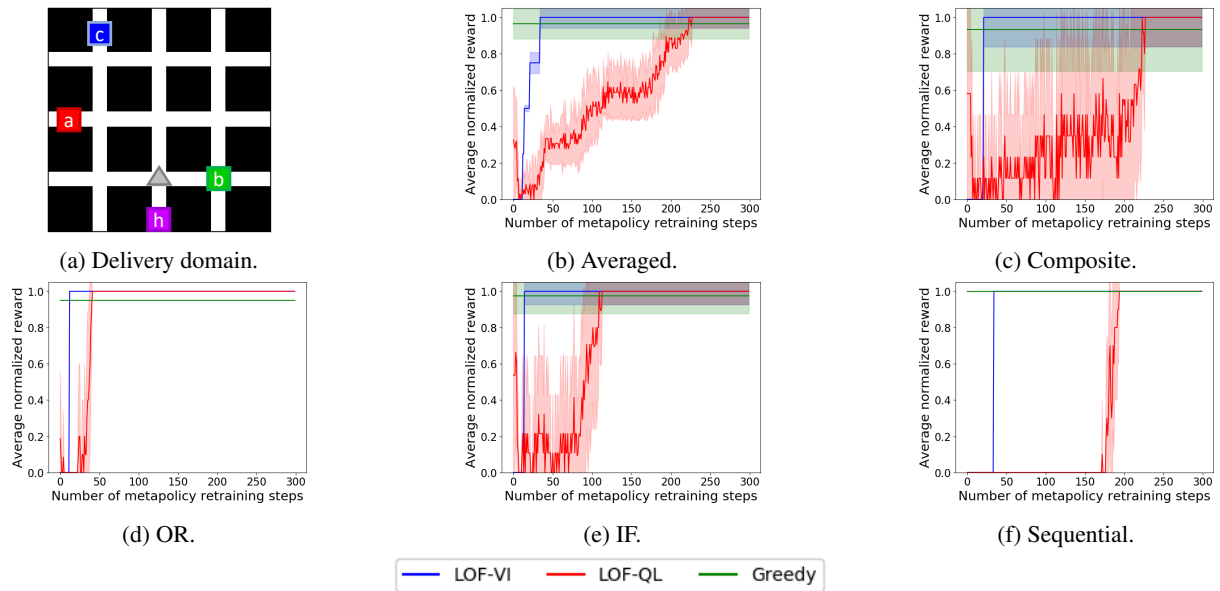 c
a
b
h
(a) Delivery domain.
Average normalized reward
1.0
0.8
0.6
0.4
0.2
0.0
0 50 100 150 200 250 300
Number of metapolicy retraining steps
(b) Averaged.
Average normalized reward
1.0
0.8
0.6
0.4
0.2
0.0
0 50 100 150 200 250 300
Number of metapolicy retraining steps
(c) Composite.
Average normalized reward
1.0
0.8
0.6
0.4
0.2
0.0
0 50 100 150 200 250 300
Number of metapolicy retraining steps
(d) OR.
Average normalized reward
1.0
0.8
0.6
0.4
0.2
0.0
0 50 100 150 200 250 300
Number of metapolicy retraining steps
(e) IF.
Average normalized reward
1.0
0.8
0.6
0.4
0.2
0.0
0 50 100 150 200 250 300
Number of metapolicy retraining steps
(f) Sequential.
LOF-VI LOF-QL Greedy